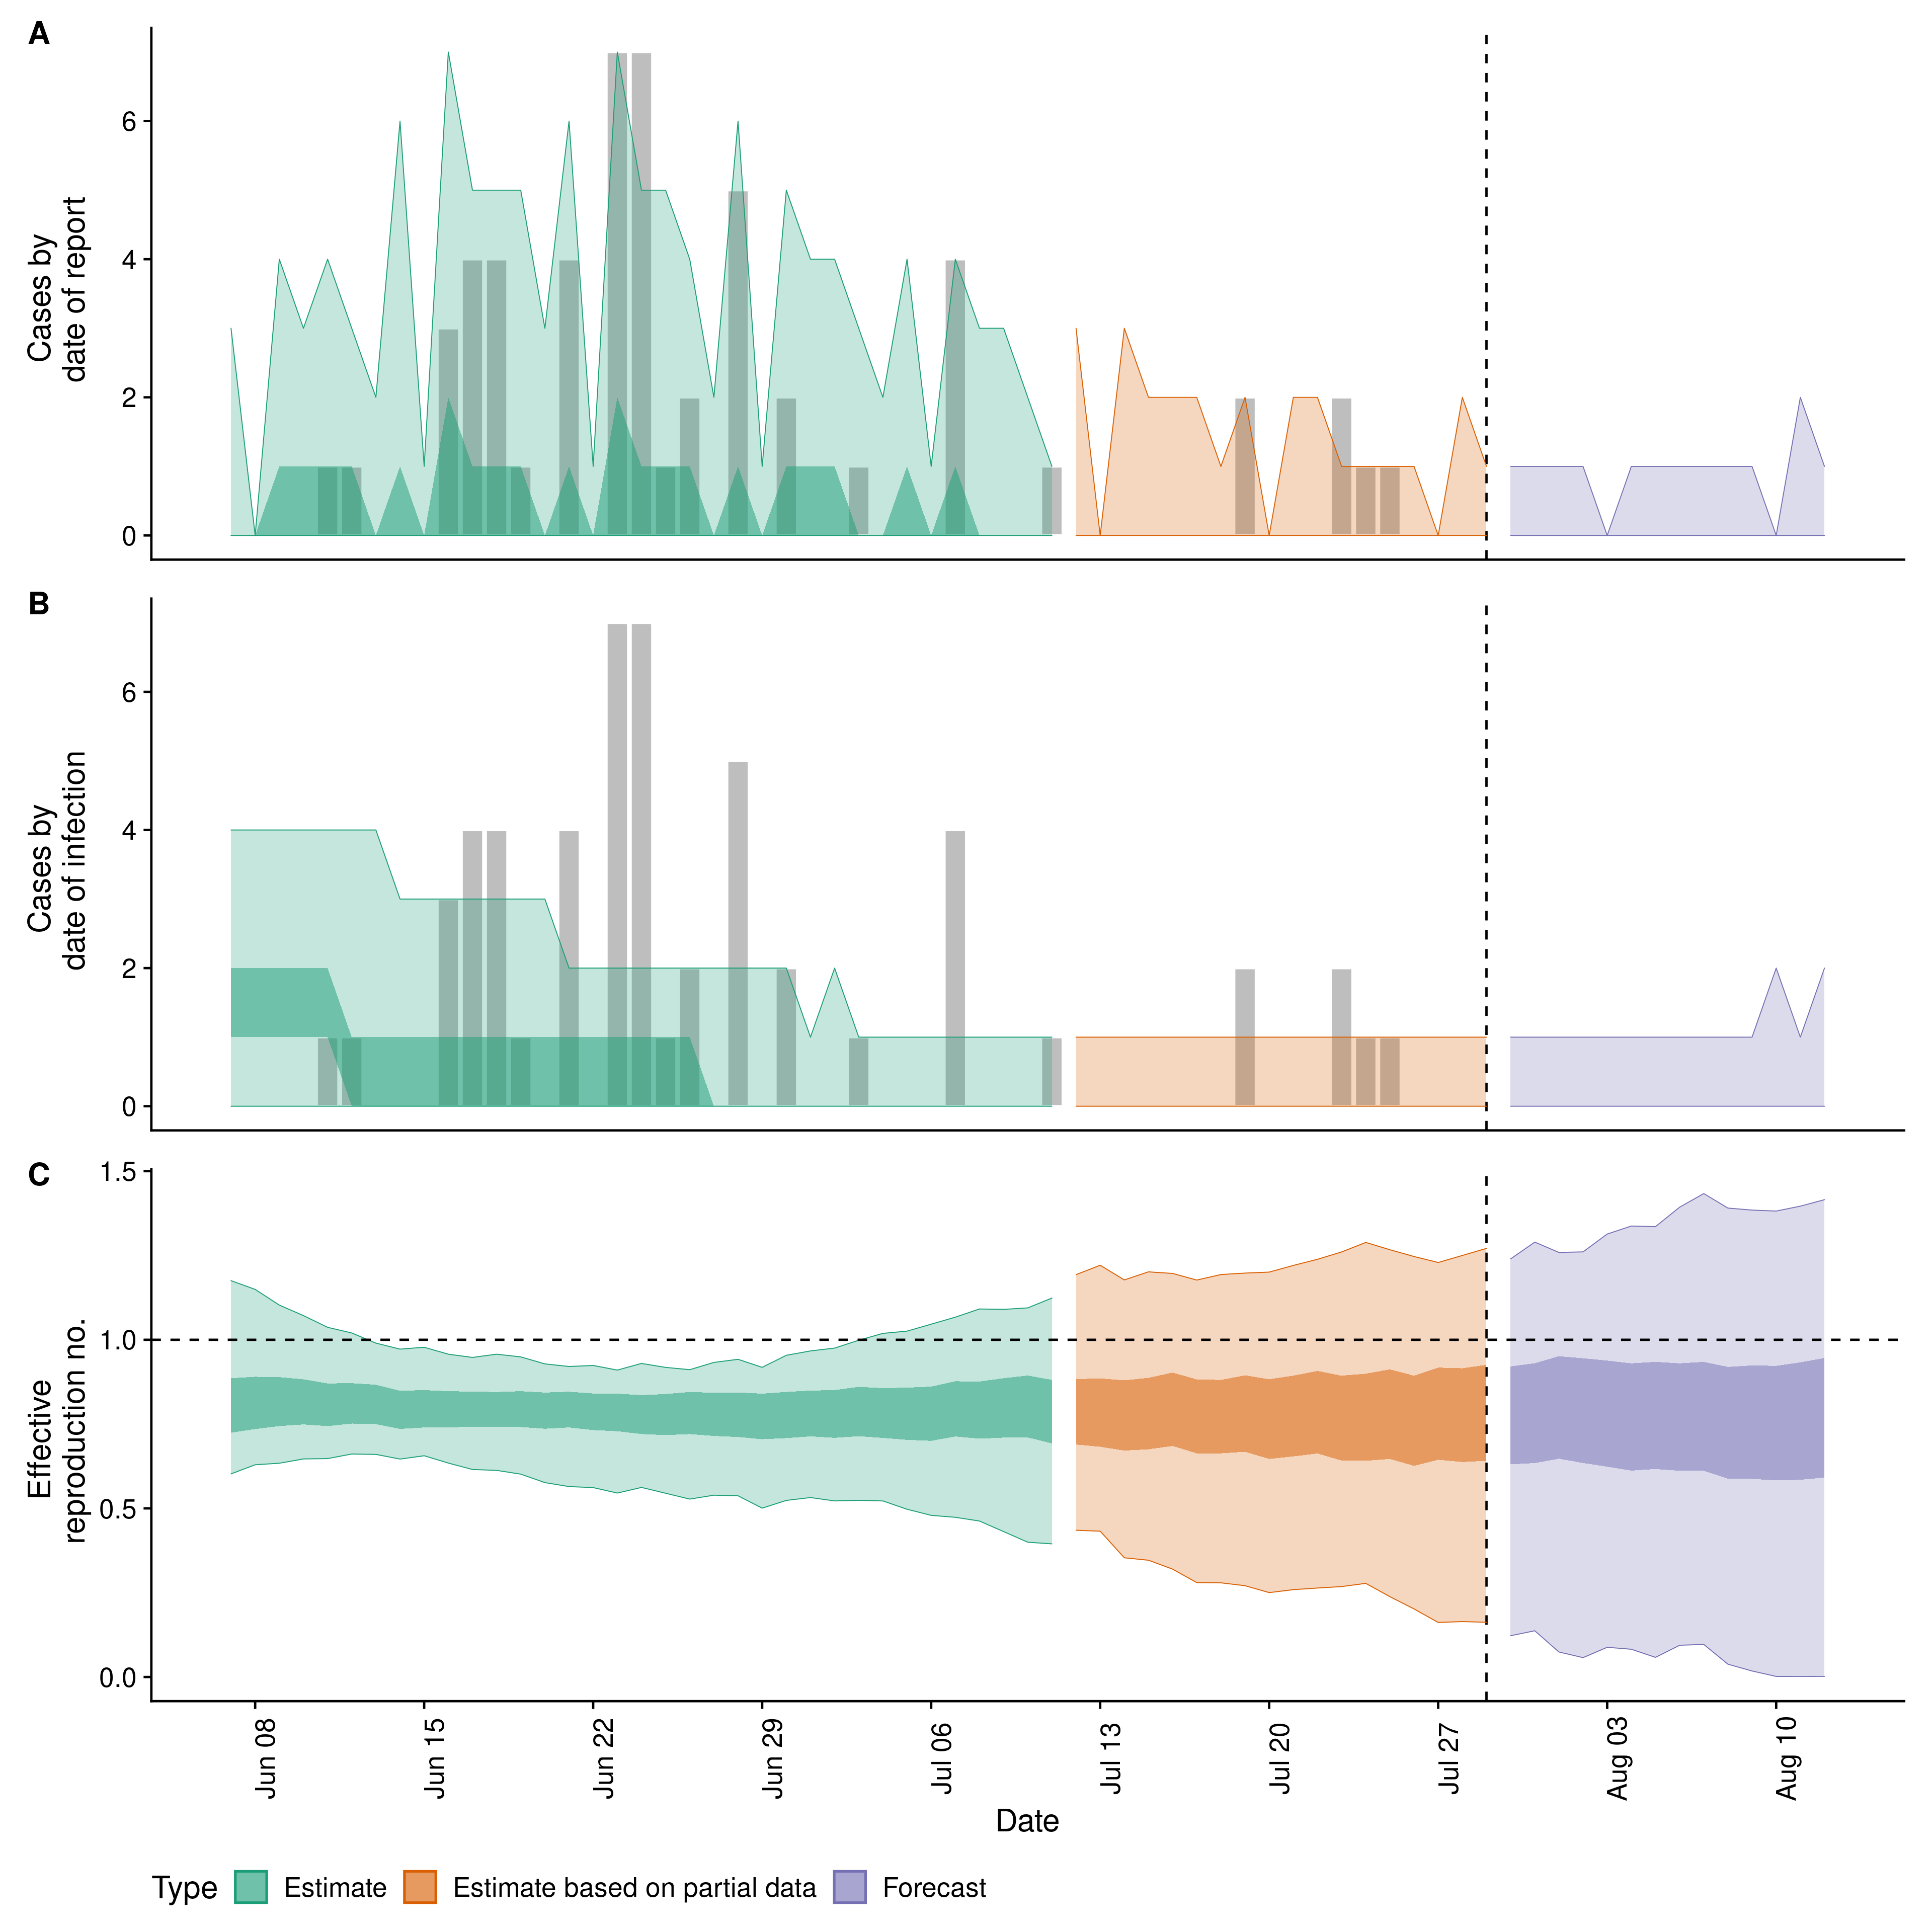 A
Cases by
date of report
6
4
2
0
B
Cases by
date of infection
6
4
2
0
C
Effective
reproduction no.
1.5
1.0
0.5
0.0
Jun 08
Jun 15
Jun 22
Jun 29
Jul 06
Jul 13
Jul 20
Jul 27
Aug 03
Aug 10
Date
Type Estimate Estimate based on partial data Forecast